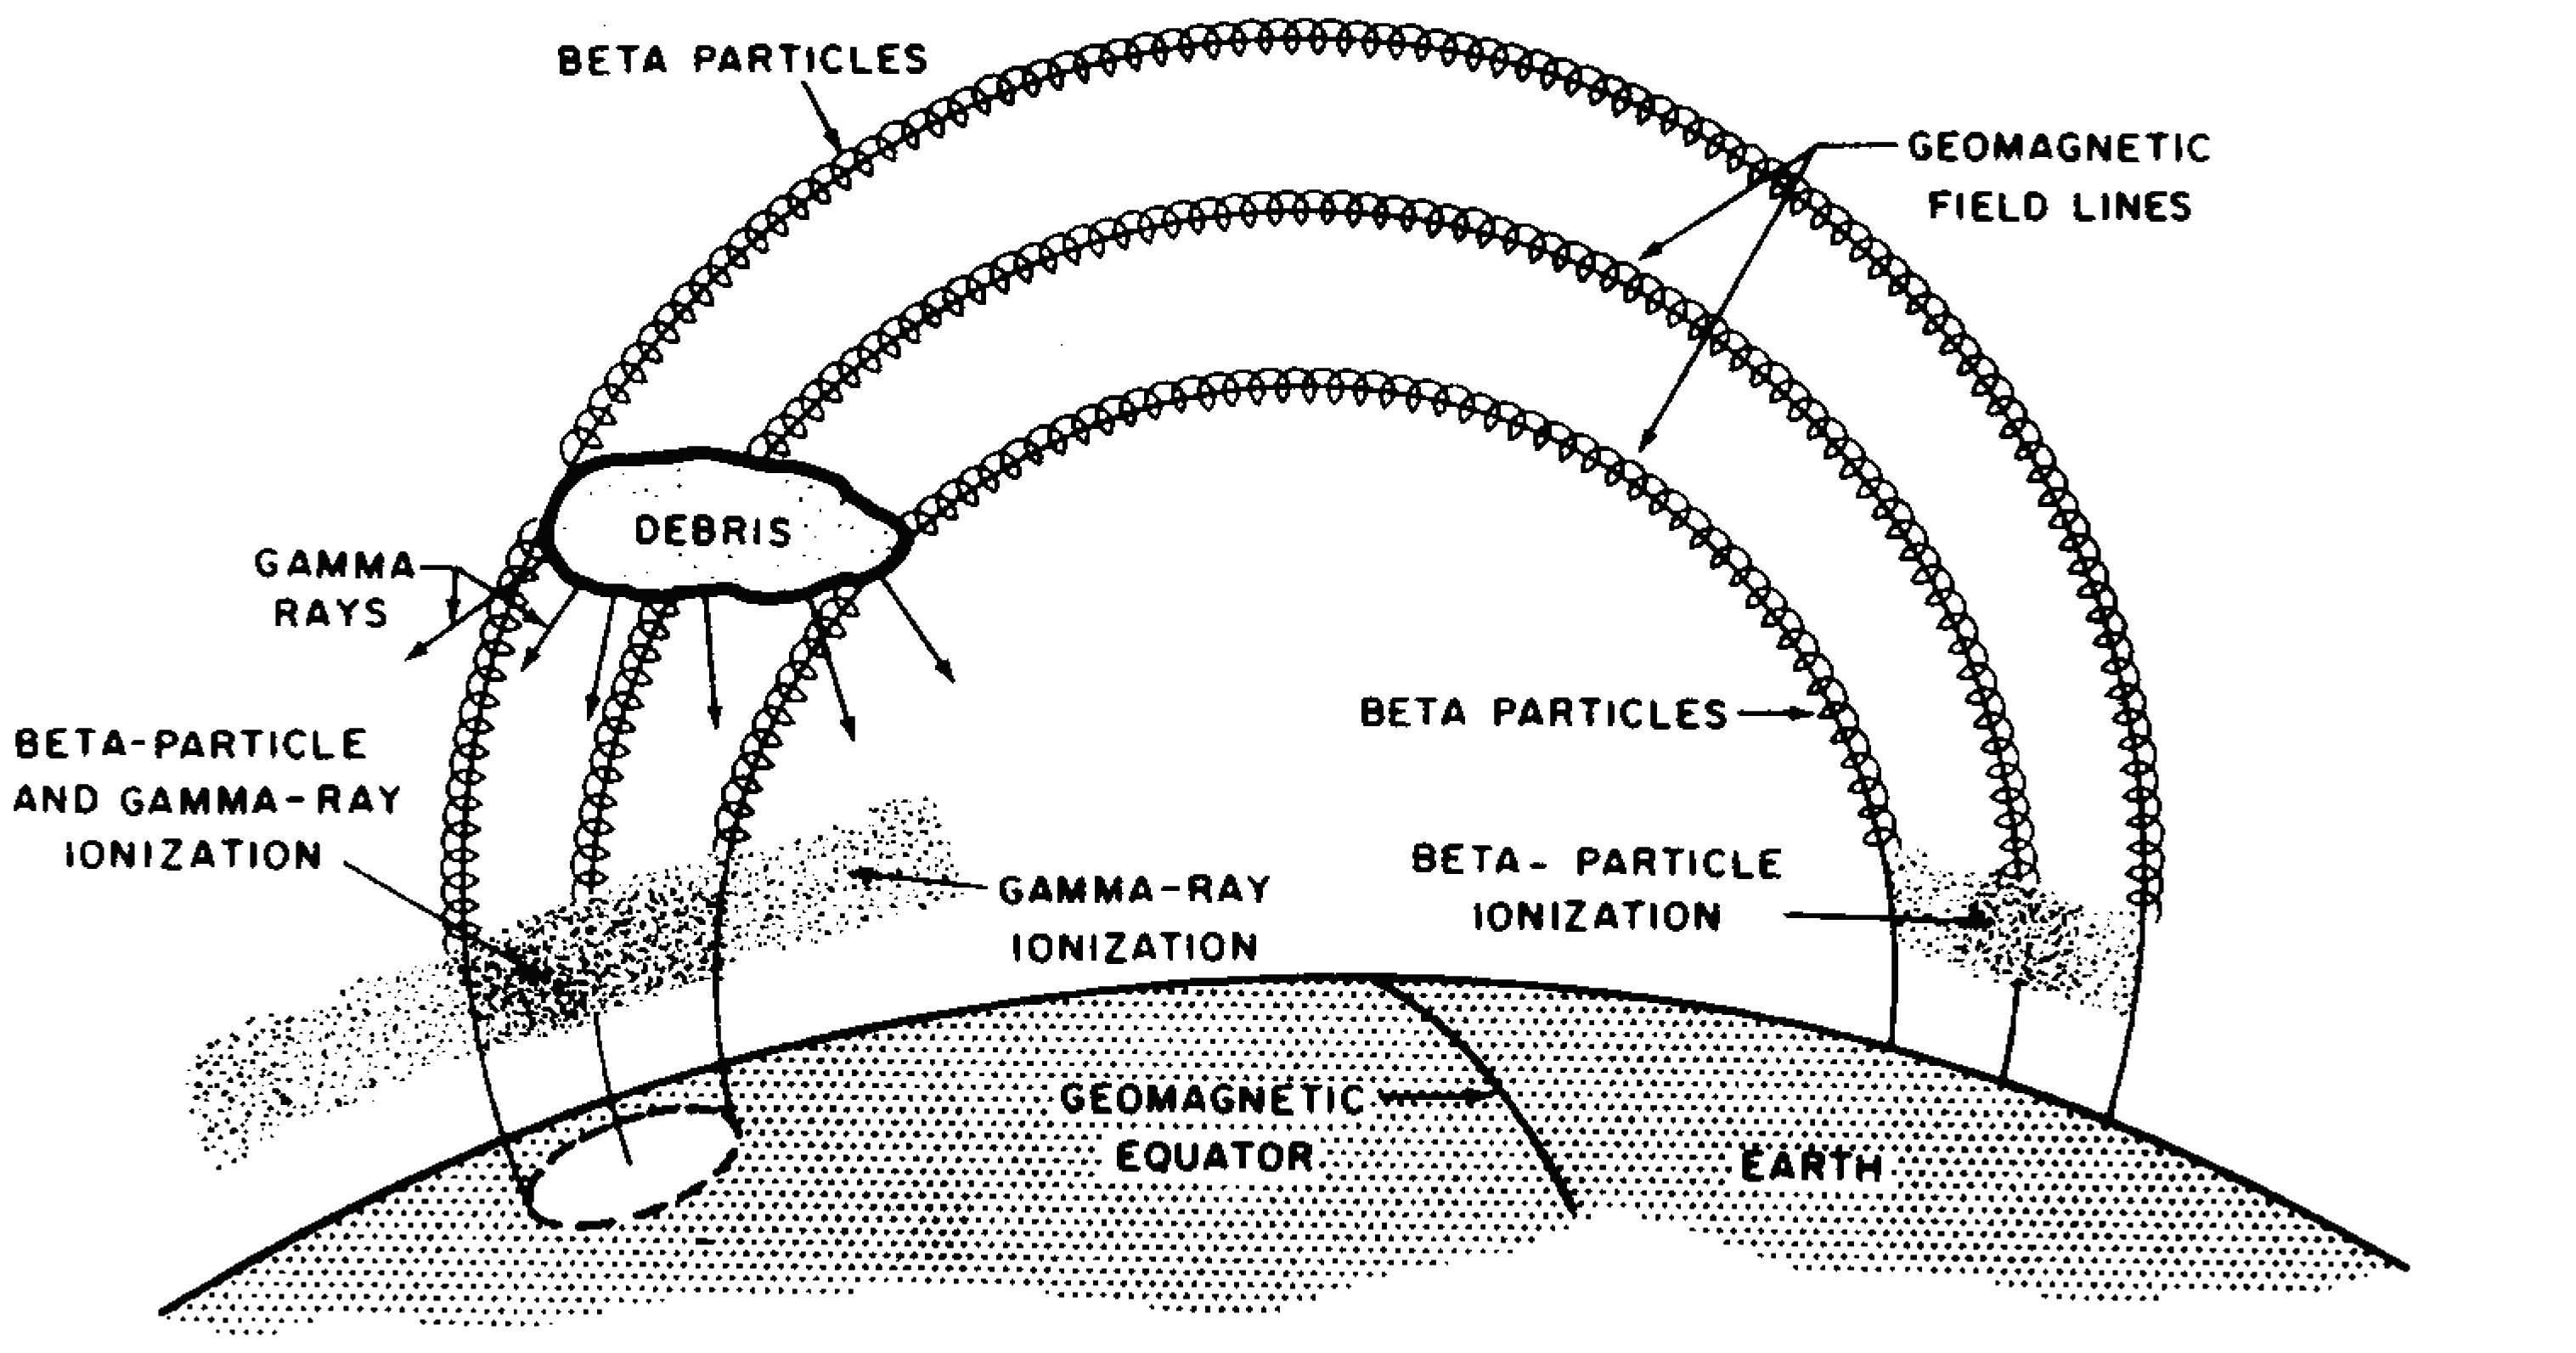 BETA PARTICLES
GEOMAGNETIC
FIELD LINES
DEBRIS
GAMMA
RAYS
BETA PARTICLES
BETA-PARTICLE
AND GAMMA-RAY
IONIZATION
GAMMA-RAY
IONIZATION
BETA- PARTICLE
IONIZATION
GEOMAGNETIC
EQUATOR
EARTH